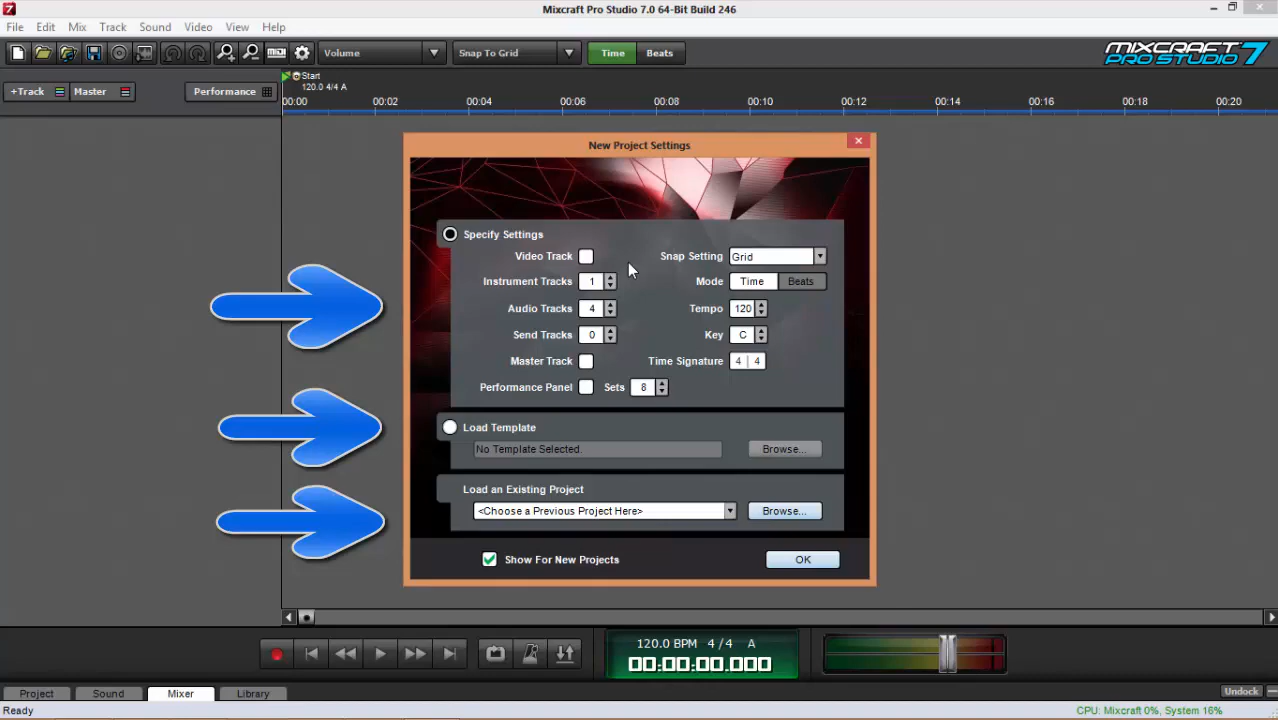 Mixcraft Pro Studio 7.0 64-Bit Build 246
File Edit Mix Track Sound Video View Help
Volume Snap To Grid Time Beats
MIXCRAFT PRO STUDIO 7
+Track Master Performance
Start
120.0 4/4 A
00:00 00:02 00:04 00:06 00:08 00:10 00:12 00:14 00:16 00:18 00:20
New Project Settings
Specify Settings
Video Track Snap Setting Grid
Instrument Tracks 1 Mode Time Beats
Audio Tracks 4 Tempo 120
Send Tracks 0 Key C
Master Track Time Signature 4 | 4
Performance Panel Sets 8
Load Template
No Template Selected. Browse...
Load an Existing Project
<Choose a Previous Project Here> Browse...
Show For New Projects OK
120.0 BPM 4/4 A
00:00:00.000
Project Sound Mixer Library Undock
Ready CPU: Mixcraft 0%, System 16%